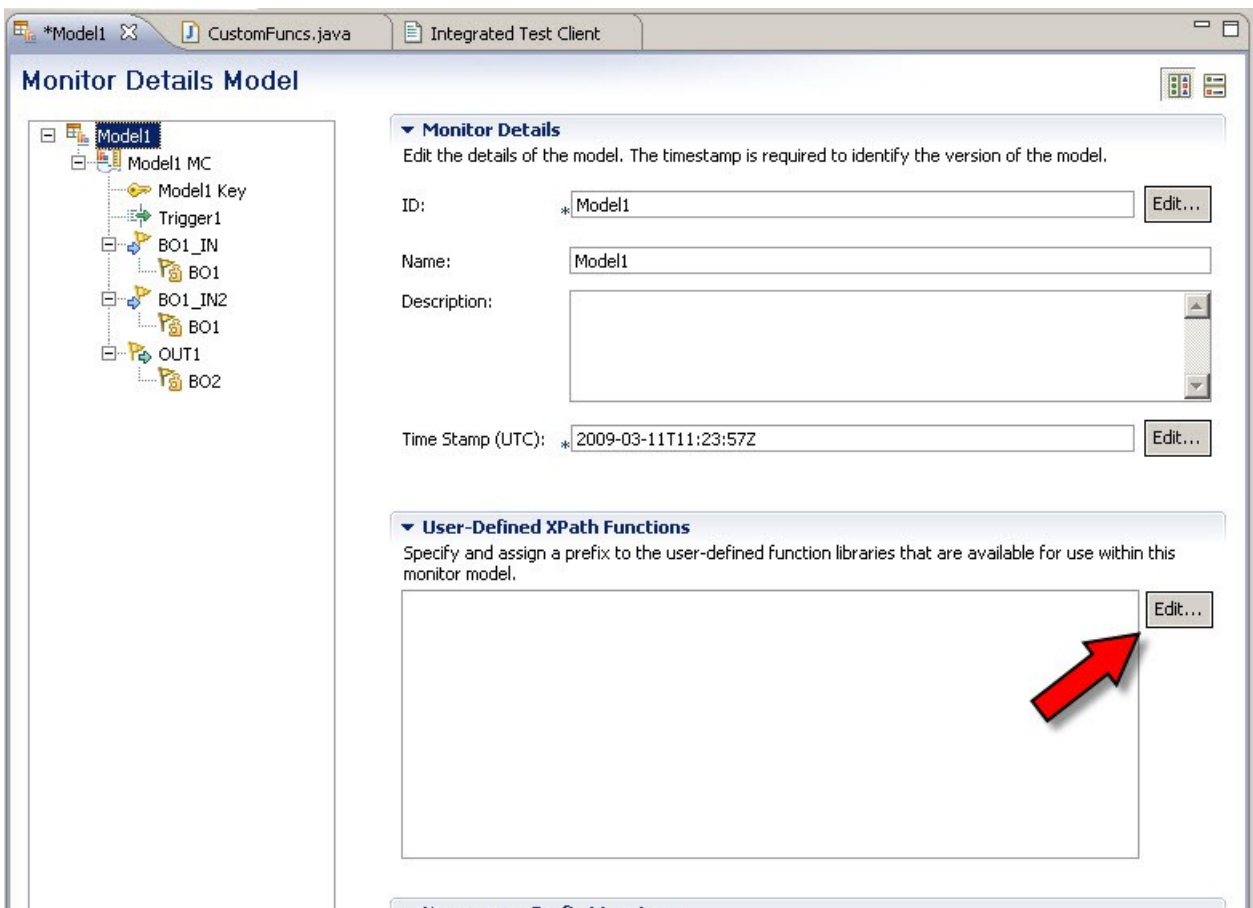 *Model1
CustomFuncs.java
Integrated Test Client
Monitor Details Model
Model1
Model1 MC
Model1 Key
Trigger1
BO1_IN
BO1
BO1_IN2
BO1
OUT1
BO2
Monitor Details
Edit the details of the model. The timestamp is required to identify the version of the model.
ID:
* Model1
Edit...
Name:
Model1
Description:
Time Stamp (UTC):
* 2009-03-11T11:23:57Z
Edit...
User-Defined XPath Functions
Specify and assign a prefix to the user-defined function libraries that are available for use within this
monitor model.
Edit...